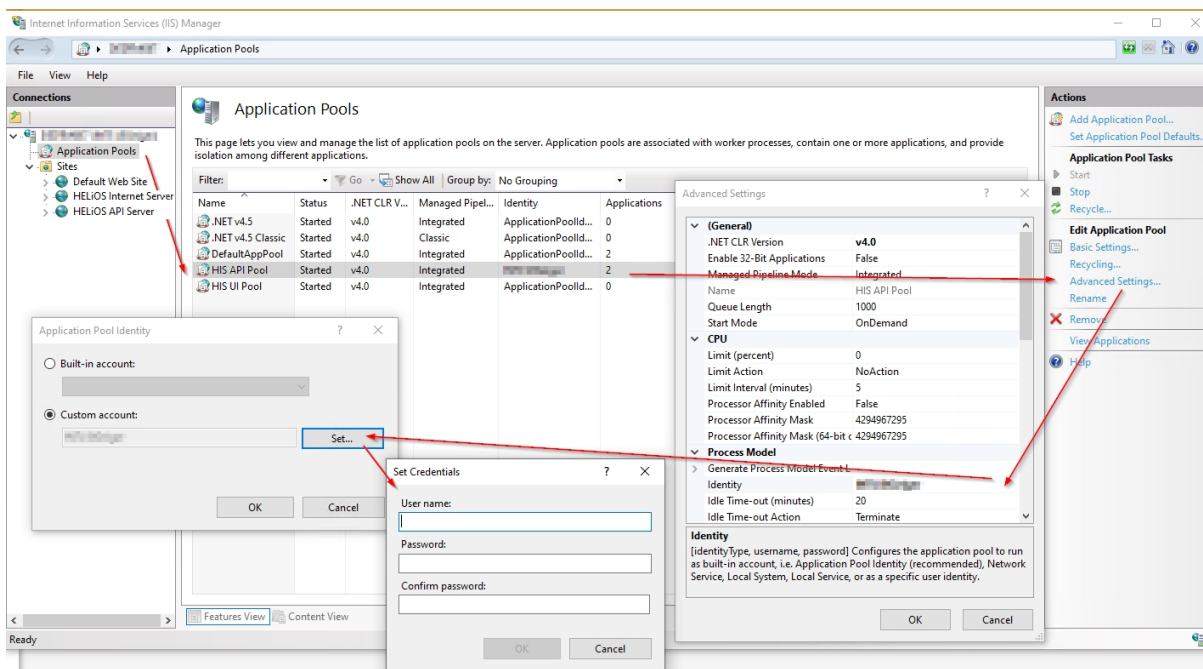 Internet Information Services (IIS) Manager
Application Pools
File View Help
Connections
Application Pools
Sites
Default Web Site
HELiOS Internet Server
HELiOS API Server
Application Pools
This page lets you view and manage the list of application pools on the server. Application pools are associated with worker processes, contain one or more applications, and provide
isolation among different applications.
Filter: Go Show All Group by: No Grouping
Name Status .NET CLR V... Managed Pipel... Identity Applications
.NET v4.5 Started v4.0 Integrated ApplicationPoolId... 0
.NET v4.5 Classic Started v4.0 Classic ApplicationPoolId... 0
DefaultAppPool Started v4.0 Integrated ApplicationPoolId... 2
HIS API Pool Started v4.0 Integrated 2
HIS UI Pool Started v4.0 Integrated ApplicationPoolId... 0
Application Pool Identity ? X
Built-in account:
Custom account:
Set...
OK Cancel
Set Credentials ? X
User name:
Password:
Confirm password:
OK Cancel
Advanced Settings ? X
(General)
.NET CLR Version v4.0
Enable 32-Bit Applications False
Managed Pipeline Mode Integrated
Name HIS API Pool
Queue Length 1000
Start Mode OnDemand
CPU
Limit (percent) 0
Limit Action NoAction
Limit Interval (minutes) 5
Processor Affinity Enabled False
Processor Affinity Mask 4294967295
Processor Affinity Mask (64-bit c 4294967295
Process Model
Generate Process Model Event L
Identity
Idle Time-out (minutes) 20
Idle Time-out Action Terminate
Identity
[identityType, username, password] Configures the application pool to run
as built-in account, i.e. Application Pool Identity (recommended), Network
Service, Local System, Local Service, or as a specific user identity.
OK Cancel
Actions
Add Application Pool...
Set Application Pool Defaults.
Application Pool Tasks
Start
Stop
Recycle...
Edit Application Pool
Basic Settings...
Recycling...
Advanced Settings...
Rename
Remove
View Applications
Help
Features View Content View
Ready